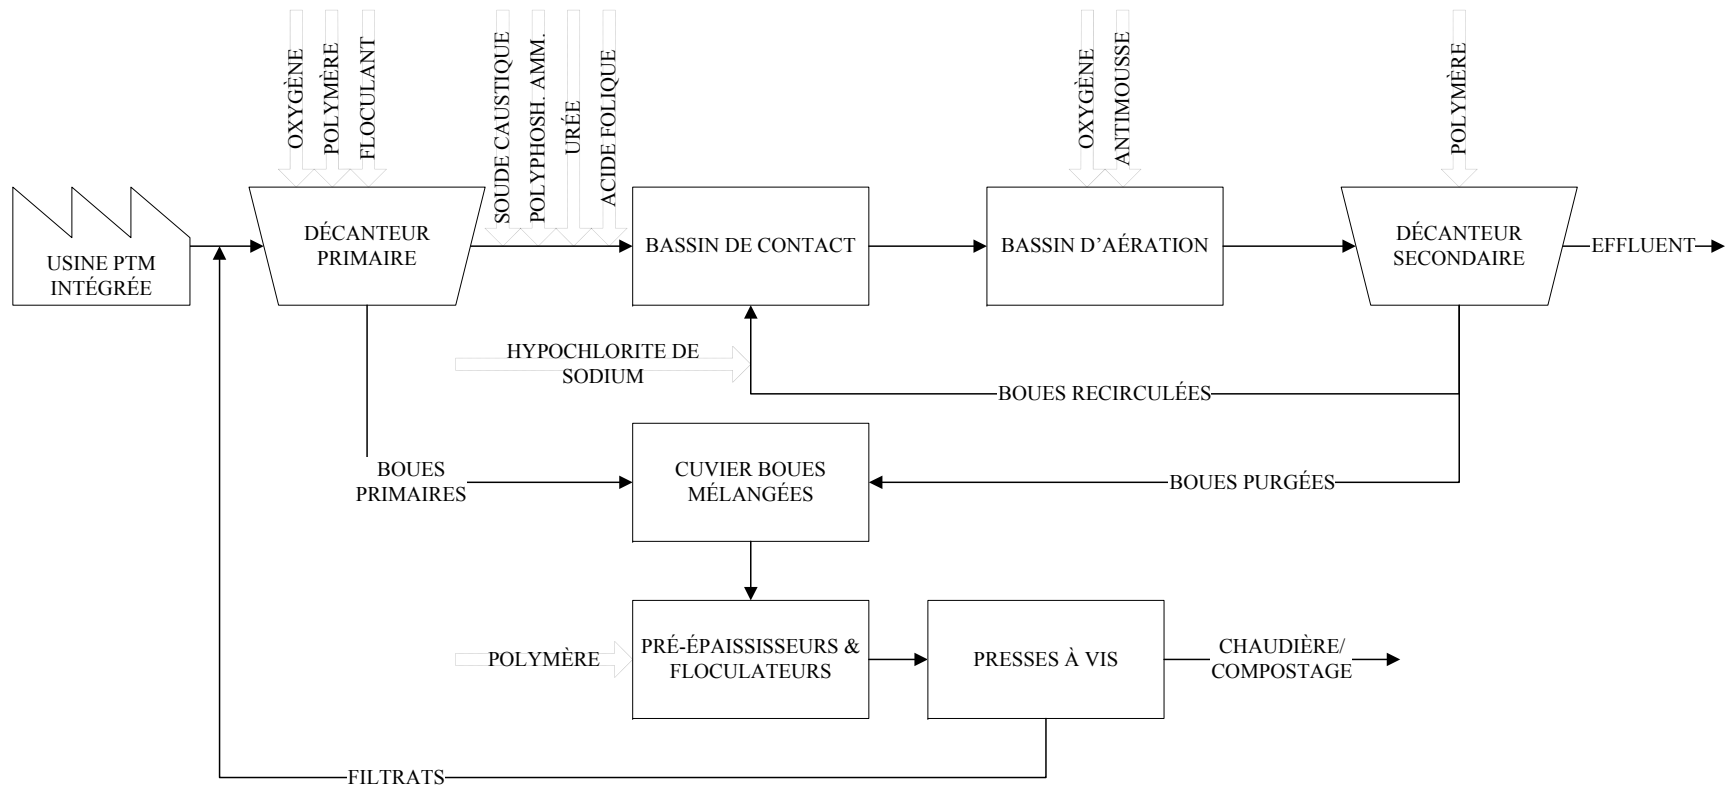 OXYGÈNE
POLYMÈRE
FLOCULANT
SOUDE CAUSTIQUE
POLYPHOSH. AMM.
URÉE
ACIDE FOLIQUE
OXYGÈNE
ANTIMOUSSE
POLYMÈRE
USINE PTM
INTÉGRÉE
DÉCANTEUR
PRIMAIRE
BASSIN DE CONTACT
BASSIN D’AÉRATION
DÉCANTEUR
SECONDAIRE
EFFLUENT
HYPOCHLORITE DE
SODIUM
BOUES RECIRCULÉES
BOUES
PRIMAIRES
CUVIER BOUES
MÉLANGÉES
BOUES PURGÉES
POLYMÈRE
PRÉ-ÉPAISSISSEURS &
FLOCULATEURS
PRESSES À VIS
CHAUDIÈRE/
COMPOSTAGE
FILTRATS